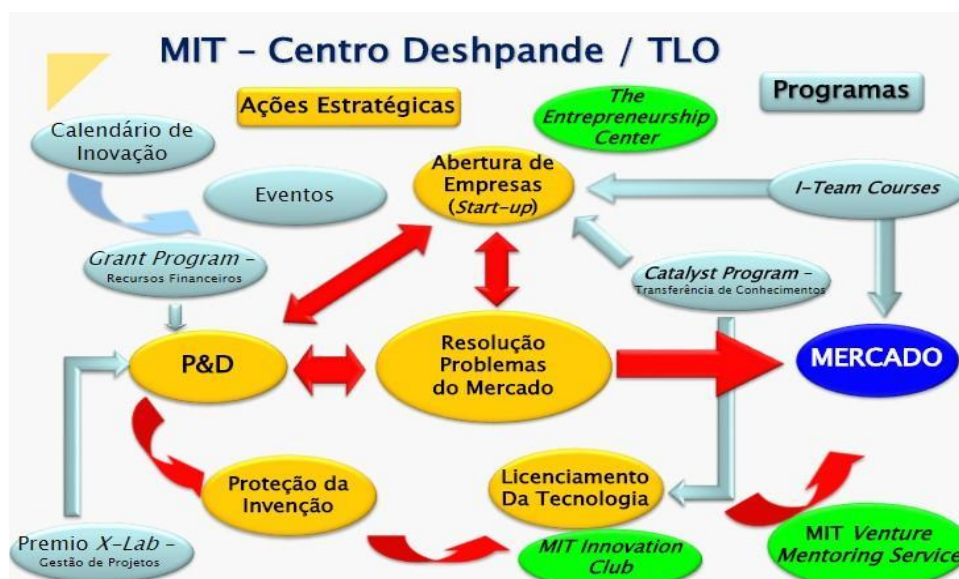 MIT – Centro Deshpande / TLO
Ações Estratégicas
The
Entrepreneurship
Center
Programas
Calendário de
Inovação
Eventos
Abertura de
Empresas
(Start-up)
I-Team Courses
Grant Program –
Recursos Financeiros
Catalyst Program –
Transferência de Conhecimentos
P&D
Resolução
Problemas
do Mercado
MERCADO
Proteção da
Invenção
Licenciamento
Da Tecnologia
Premio X-Lab –
Gestão de Projetos
MIT Innovation
Club
MIT Venture
Mentoring Service